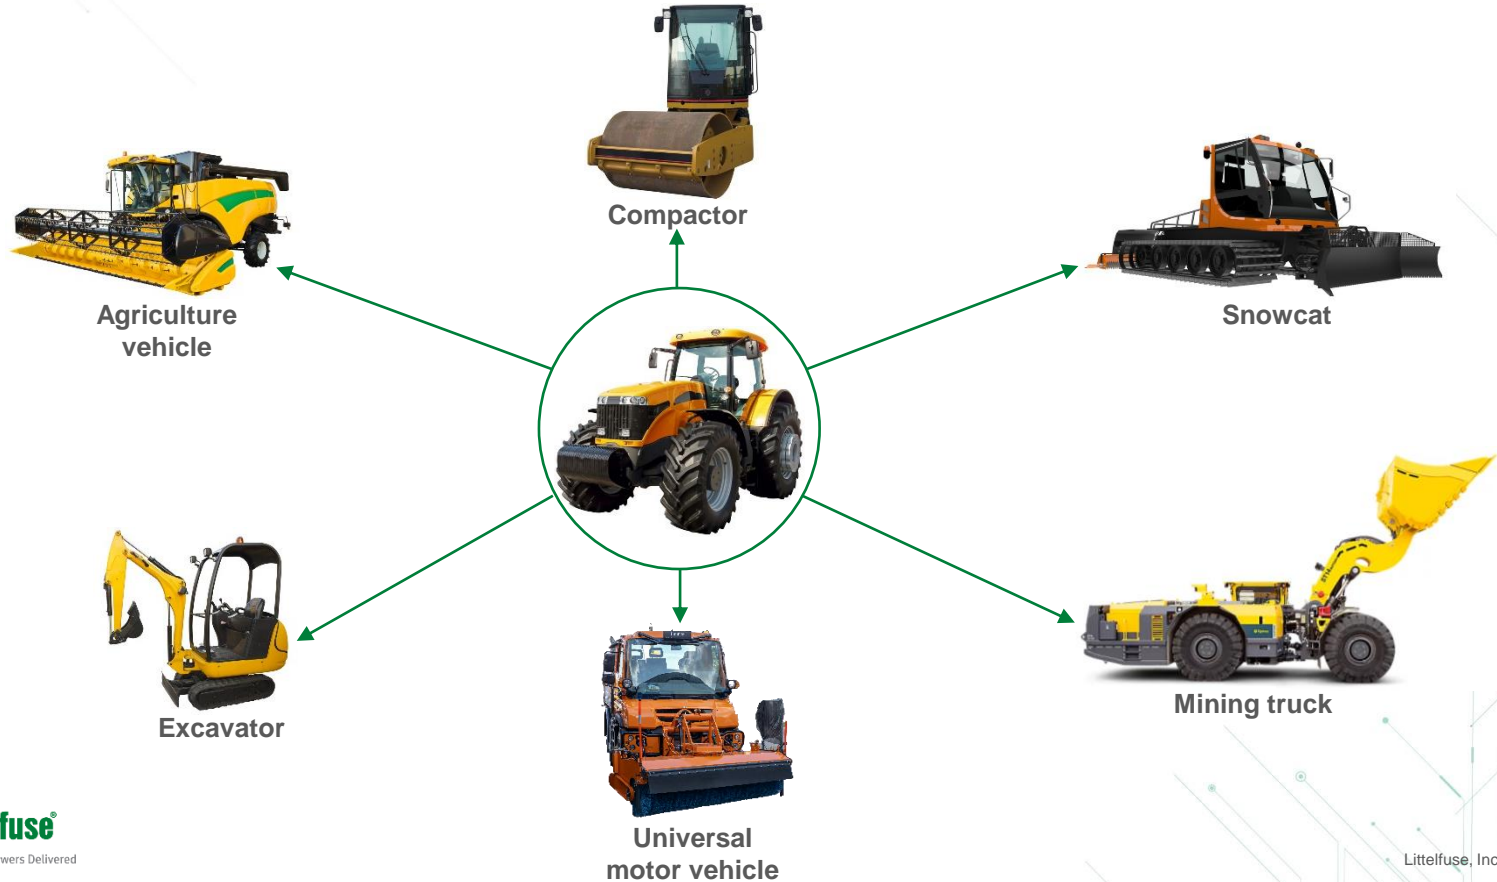 Compactor
Agriculture
vehicle
Snowcat
Excavator
Mining truck
Universal
motor vehicle
fuse®
wers Delivered
Littelfuse, Inc